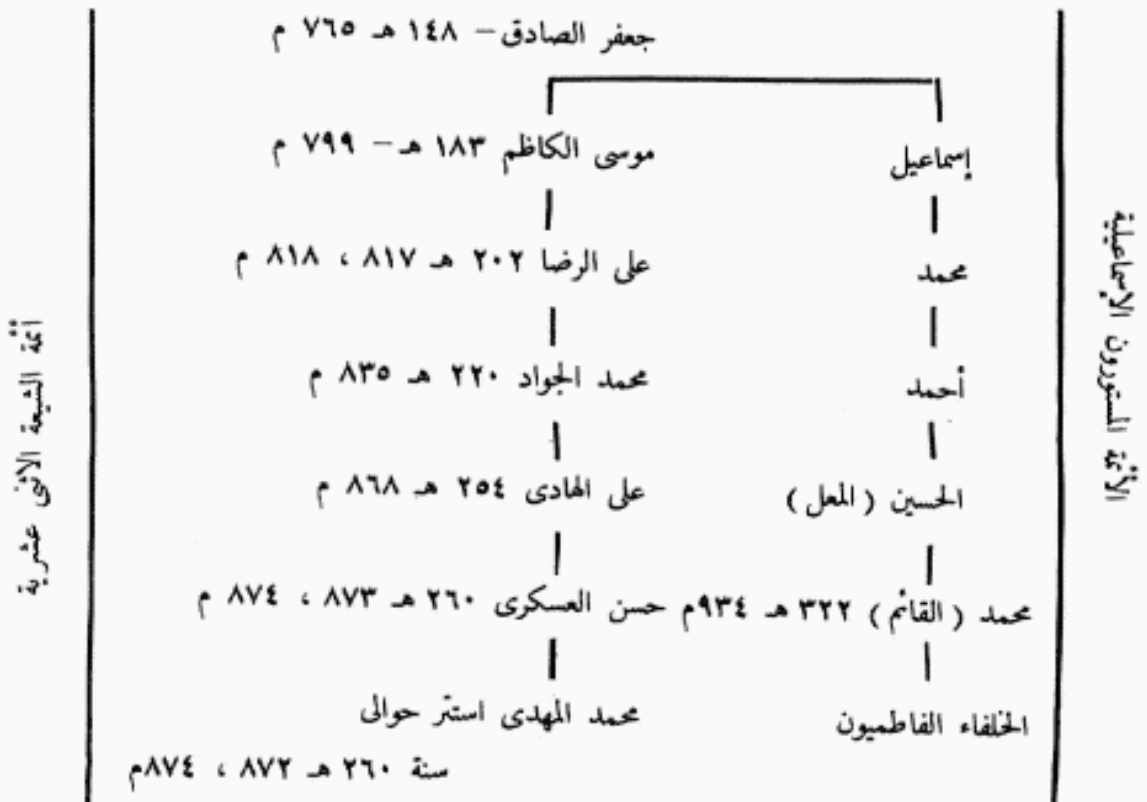 جعفر الصادق – ١٤٨ هـ ٧٦٥ م
إسماعيل
موسى الكاظم ١٨٣ هـ – ٧٩٩ م
محمد
على الرضا ٢٠٢ هـ ٨١٧ ، ٨١٨ م
أحمد
محمد الجواد ٢٢٠ هـ ٨٣٥ م
الحسين ( المعل )
على الهادى ٢٥٤ هـ ٨٦٨ م
محمد ( القائم ) ٣٢٢ هـ ٩٣٤م
حسن العسكرى ٢٦٠ هـ ٨٧٣ ، ٨٧٤ م
الخلفاء الفاطميون
محمد المهدى استتر حوالى
سنة ٢٦٠ هـ ٨٧٢ ، ٨٧٤م
الأئمة المستورون الإسماعيلية
أئمة الشيعة الاثنى عشرية